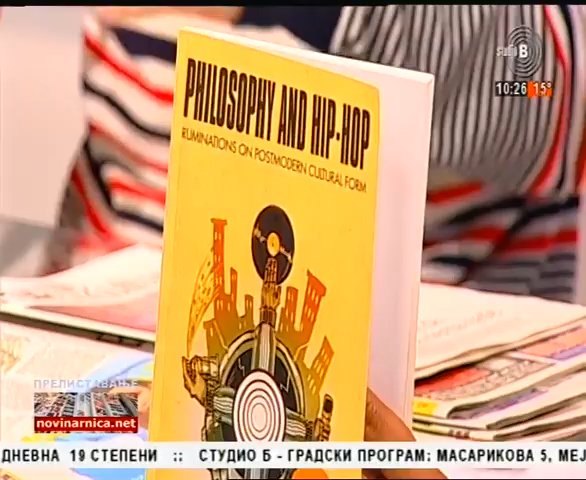 studio B
10:26 15°
PHILOSOPHY AND HIP-HOP
RUMINATIONS ON POSTMODERN CULTURAL FORM
ПРЕЛИСТАВАЊЕ
novinarnica.net
ДНЕВНА 19 СТЕПЕНИ :: СТУДИО Б - ГРАДСКИ ПРОГРАМ: МАСАРИКОВА 5, МЕЈ